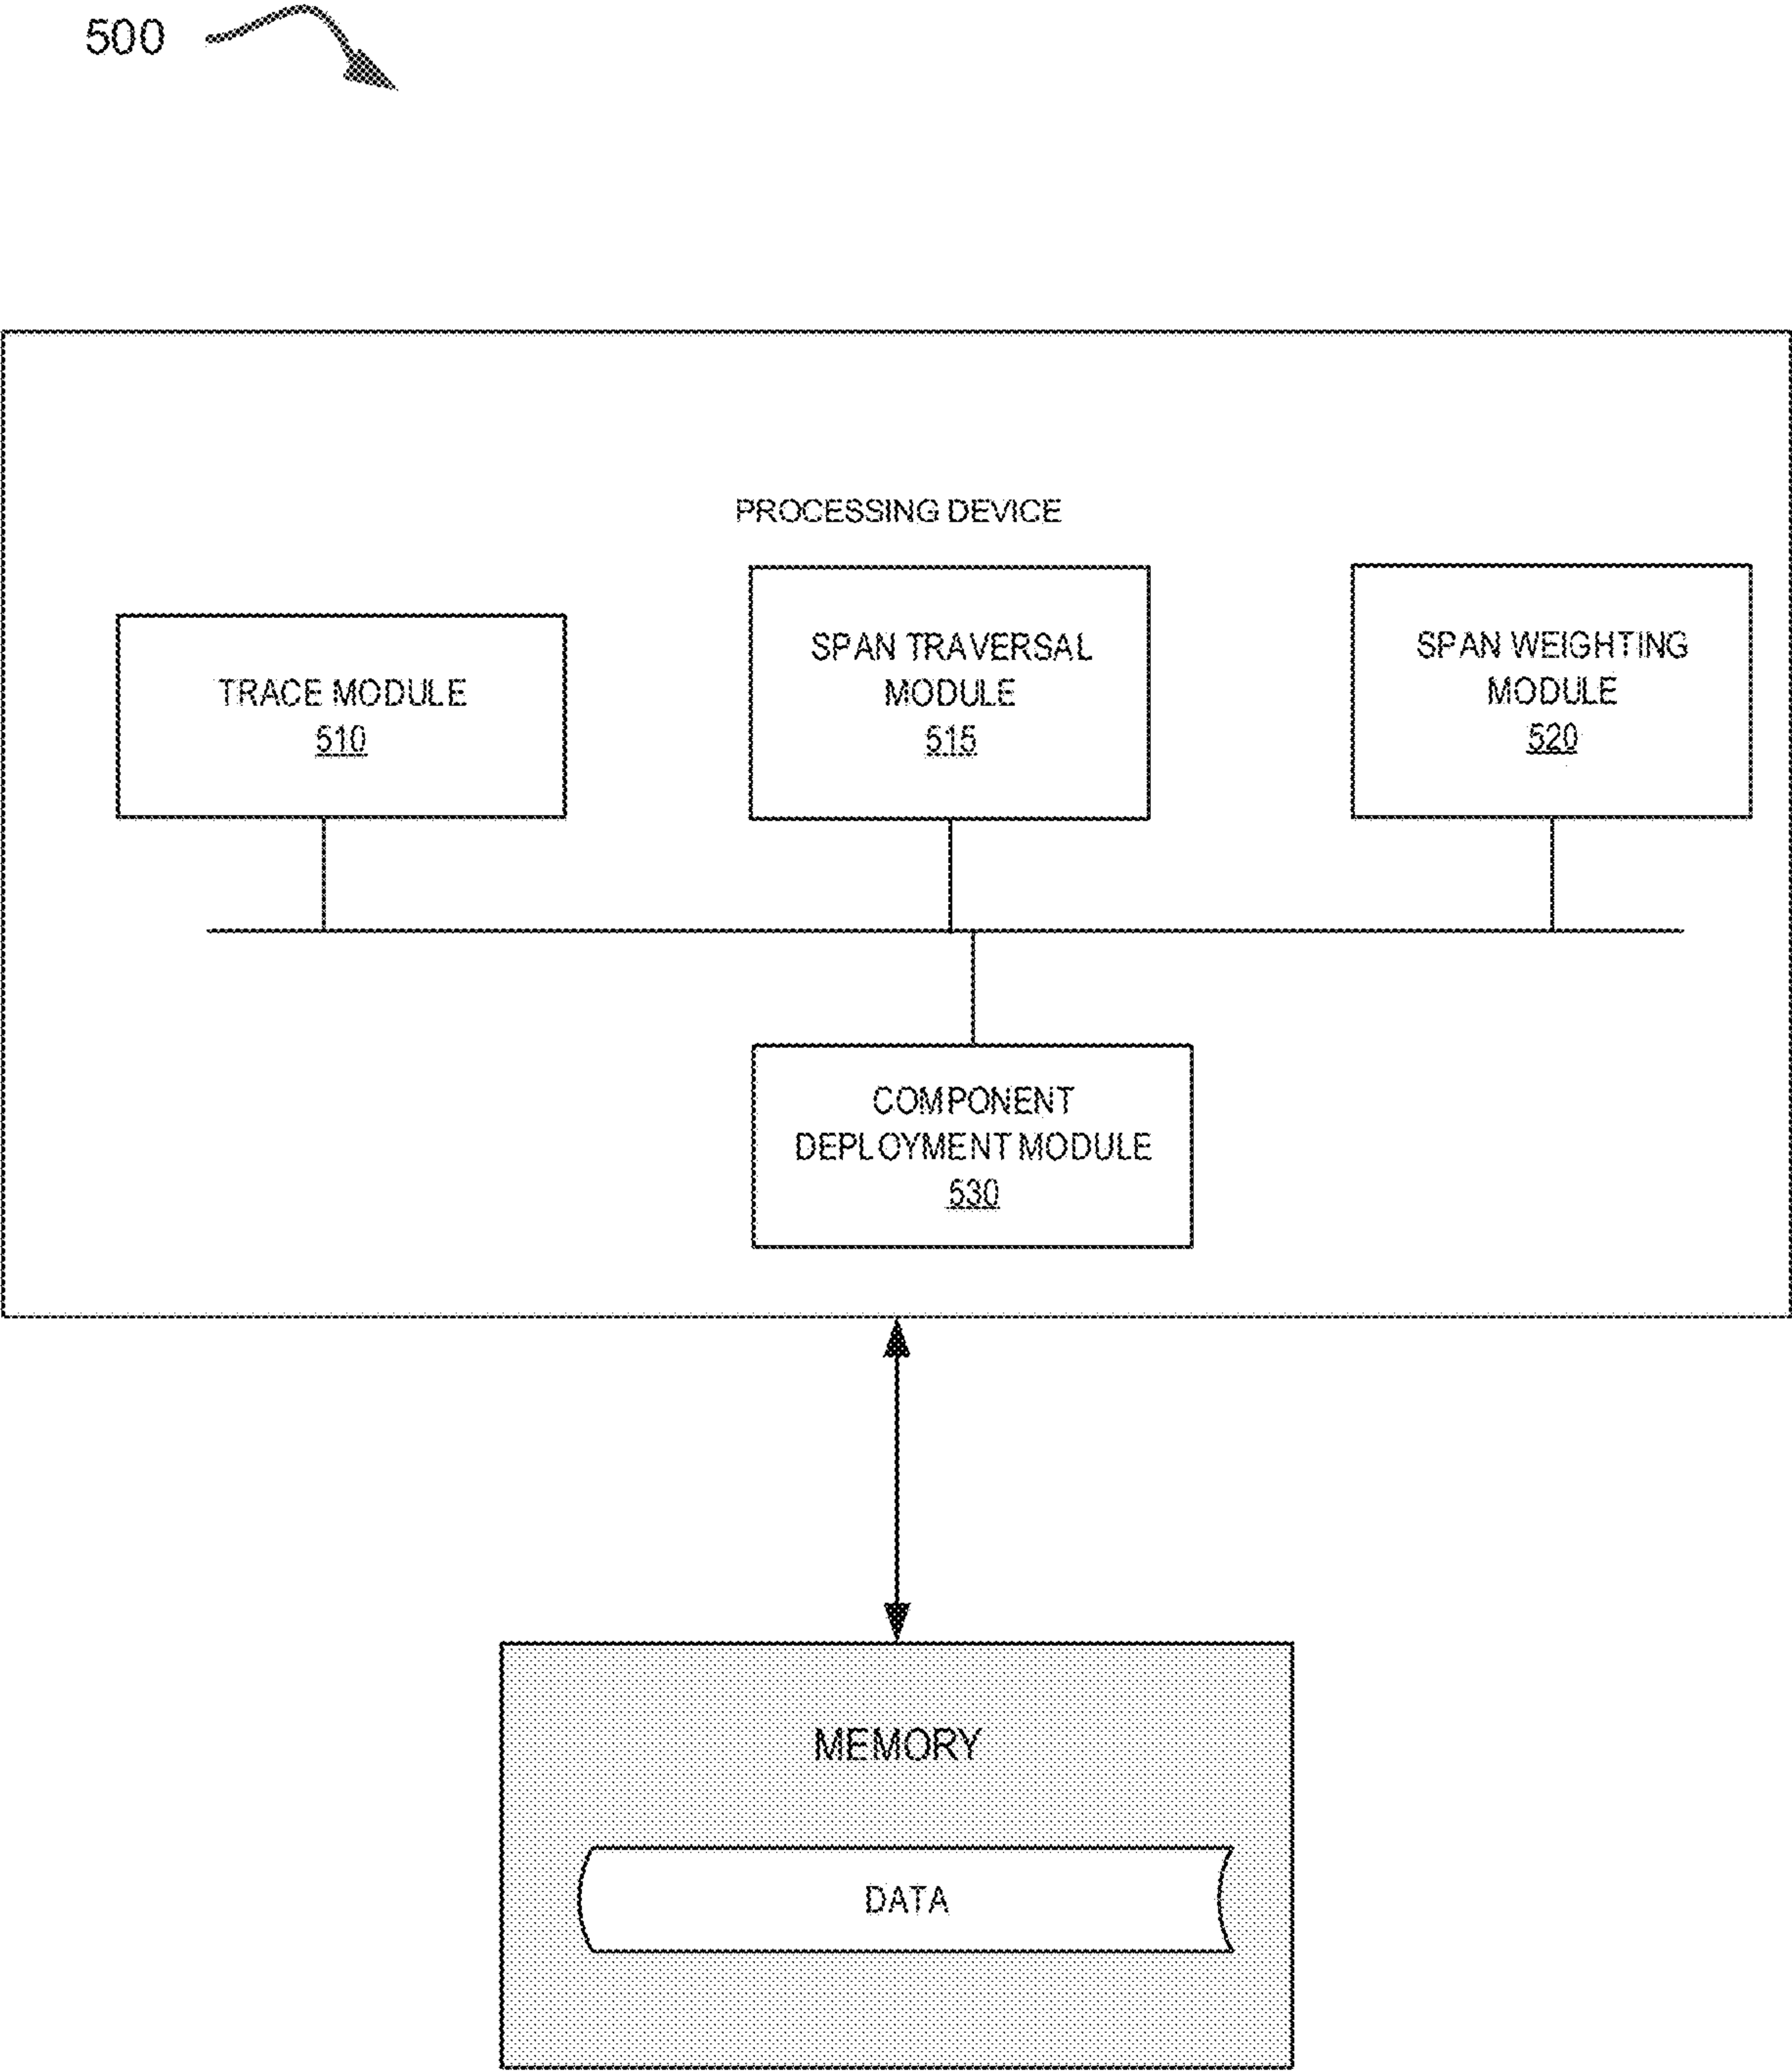 500
PROCESSING DEVICE
TRACE MODULE
510
SPAN TRAVERSAL
MODULE
515
SPAN WEIGHTING
MODULE
520
COMPONENT
DEPLOYMENT MODULE
530
MEMORY
DATA